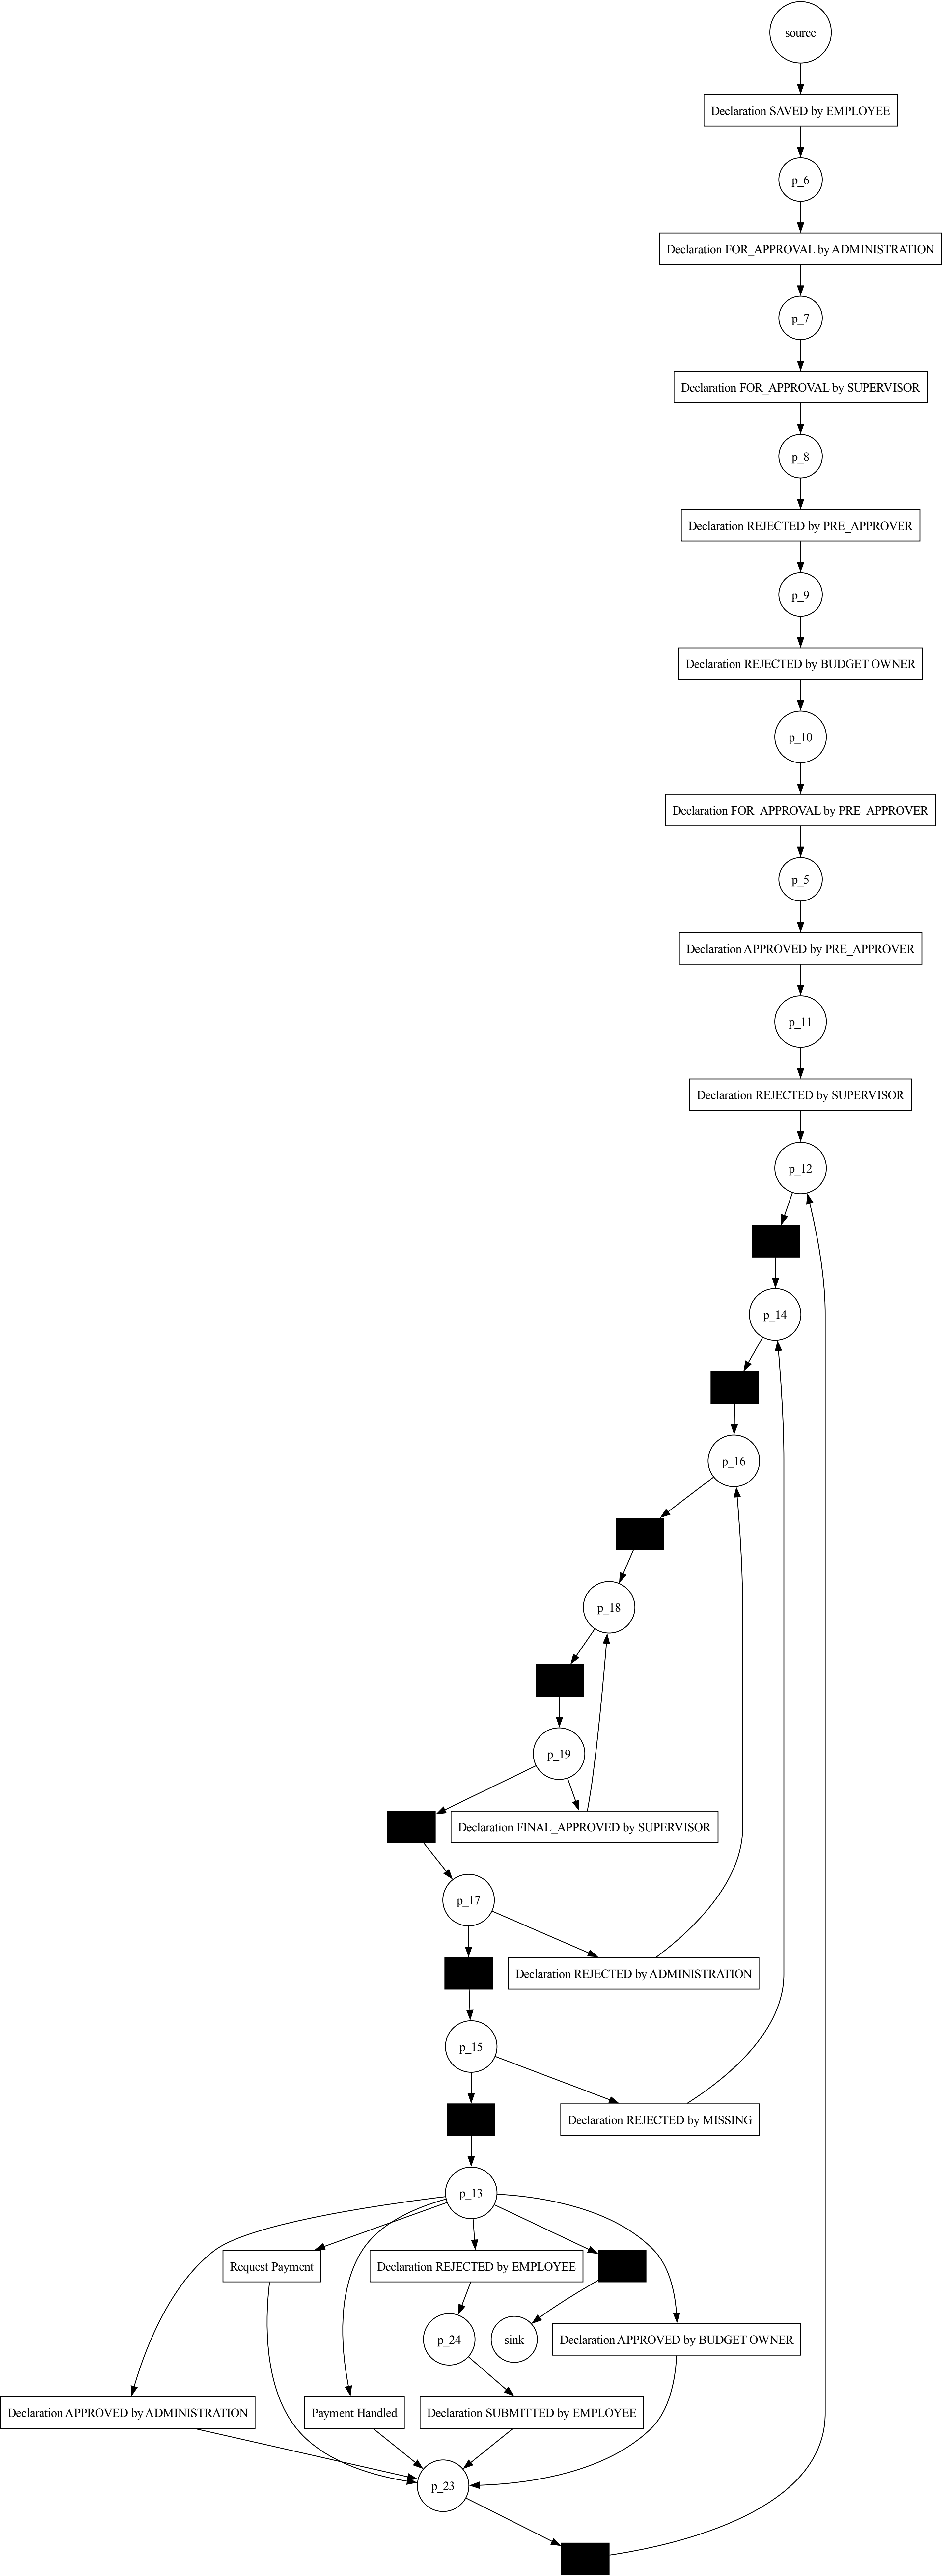 source
Declaration SAVED by EMPLOYEE
p_6
Declaration FOR_APPROVAL by ADMINISTRATION
p_7
Declaration FOR_APPROVAL by SUPERVISOR
p_8
Declaration REJECTED by PRE_APPROVER
p_9
Declaration REJECTED by BUDGET OWNER
p_10
Declaration FOR_APPROVAL by PRE_APPROVER
p_5
Declaration APPROVED by PRE_APPROVER
p_11
Declaration REJECTED by SUPERVISOR
p_12
p_14
p_16
p_18
p_19
Declaration FINAL_APPROVED by SUPERVISOR
p_17
Declaration REJECTED by ADMINISTRATION
p_15
Declaration REJECTED by MISSING
p_13
Request Payment
Declaration REJECTED by EMPLOYEE
p_24
sink
Declaration APPROVED by BUDGET OWNER
Declaration APPROVED by ADMINISTRATION
Payment Handled
Declaration SUBMITTED by EMPLOYEE
p_23